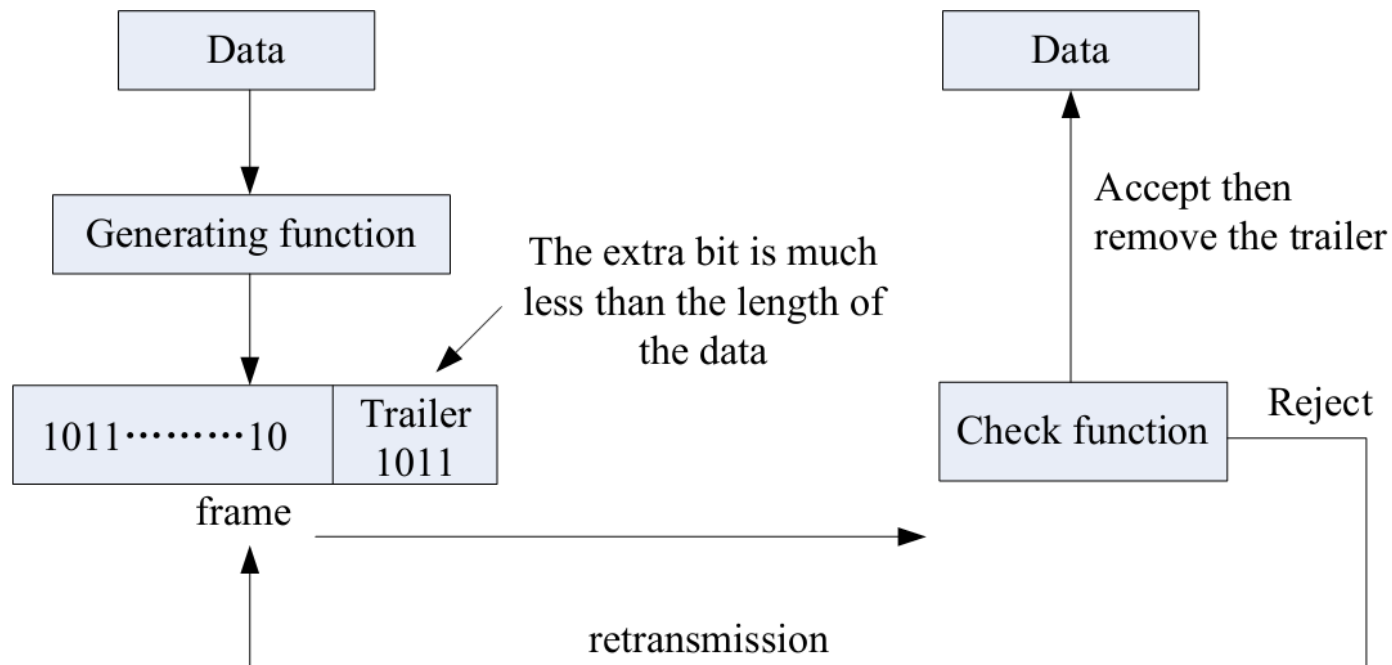 Data
Generating function
The extra bit is much
less than the length of
the data
1011·········10
Trailer
1011
frame
Data
Accept then
remove the trailer
Check function
Reject
retransmission